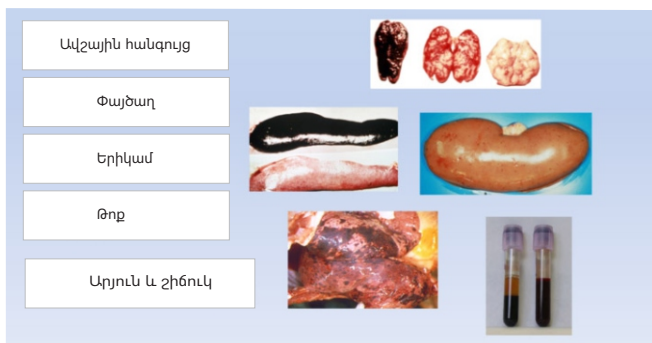 Ավշային հանգույց
Փայծաղ
Երիկամ
Թոք
Արյուն և շիճուկ